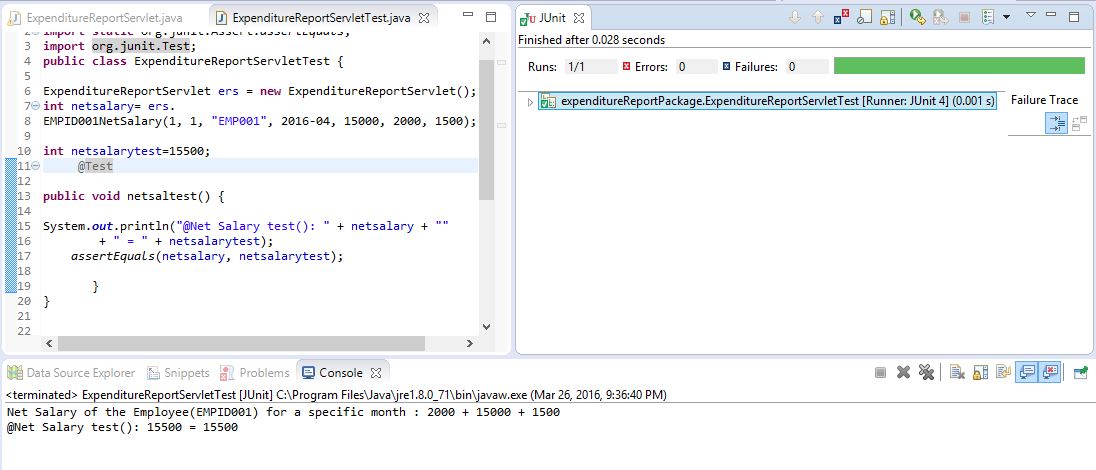 ExpenditureReportServlet.java
ExpenditureReportServletTest.java
2 import static org.junit.Assert.assertEquals;
3 import org.junit.Test;
4 public class ExpenditureReportServletTest {
5
6 ExpenditureReportServlet ers = new ExpenditureReportServlet();
7 int netsalary= ers.
8 EMPID001NetSalary(1, 1, "EMP001", 2016-04, 15000, 2000, 1500);
9
10 int netsalarytest=15500;
11 @Test
12
13 public void netsaltest() {
14
15 System.out.println("@Net Salary test(): " + netsalary + ""
16 + " = " + netsalarytest);
17 assertEquals(netsalary, netsalarytest);
18
19 }
20 }
21
22
JUnit
Finished after 0.028 seconds
Runs: 1/1 Errors: 0 Failures: 0
expenditureReportPackage.ExpenditureReportServletTest [Runner: JUnit 4] (0.001 s)
Failure Trace
Data Source Explorer Snippets Problems Console
<terminated> ExpenditureReportServletTest [JUnit] C:\Program Files\Java\jre1.8.0_71\bin\javaw.exe (Mar 26, 2016, 9:36:40 PM)
Net Salary of the Employee(EMPID001) for a specific month : 2000 + 15000 + 1500
@Net Salary test(): 15500 = 15500